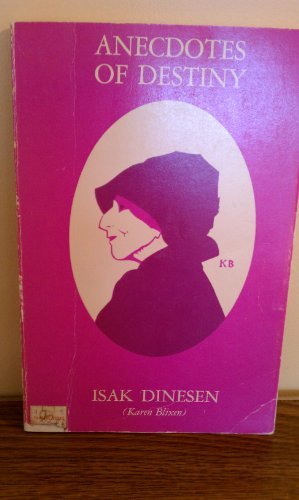 ANECDOTES
OF DESTINY
KB
ISAK DINESEN
(Karen Blixen)